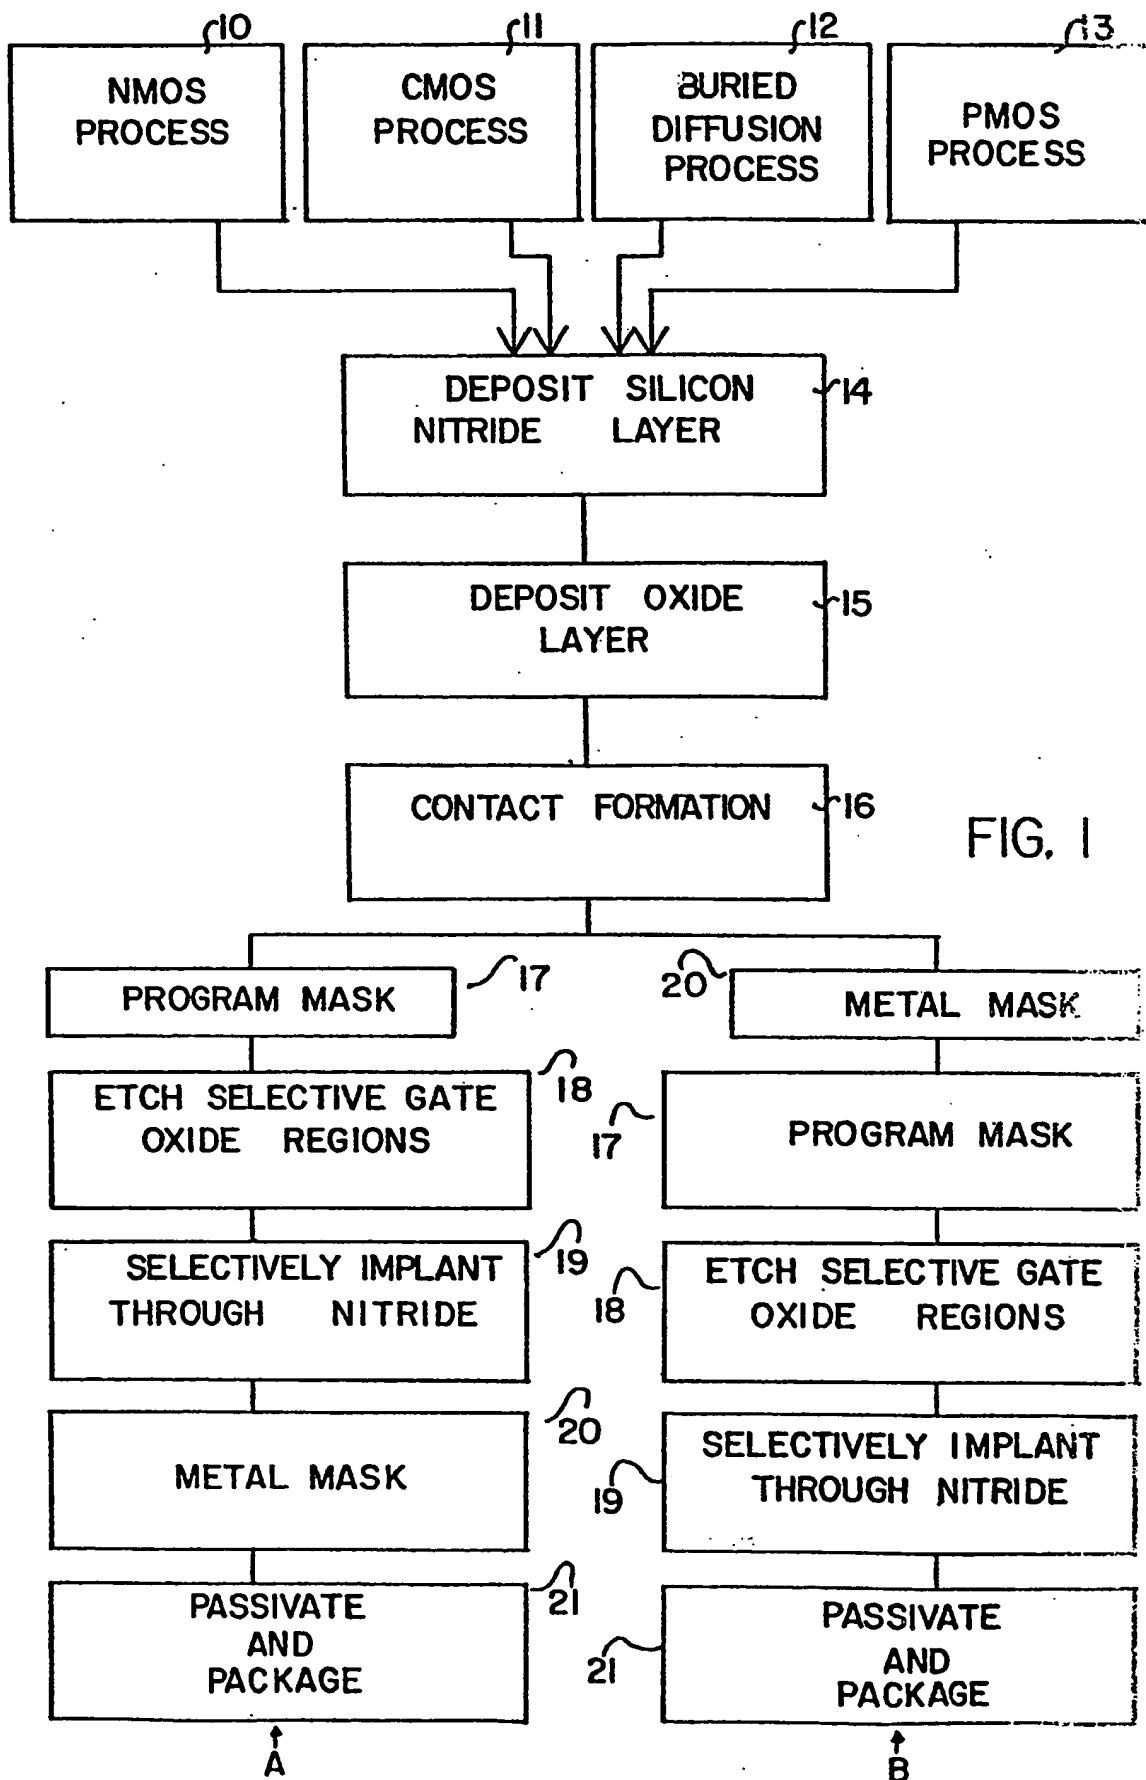 10
11
12
13
NMOS
PROCESS
CMOS
PROCESS
BURIED
DIFFUSION
PROCESS
PMOS
PROCESS
DEPOSIT SILICON
NITRIDE LAYER
14
DEPOSIT OXIDE
LAYER
15
CONTACT FORMATION
16
FIG. 1
PROGRAM MASK
17
ETCH SELECTIVE GATE
OXIDE REGIONS
18
SELECTIVELY IMPLANT
THROUGH NITRIDE
19
METAL MASK
20
PASSIVATE
AND
PACKAGE
21
A
20
METAL MASK
17
PROGRAM MASK
18
ETCH SELECTIVE GATE
OXIDE REGIONS
19
SELECTIVELY IMPLANT
THROUGH NITRIDE
21
PASSIVATE
AND
PACKAGE
B